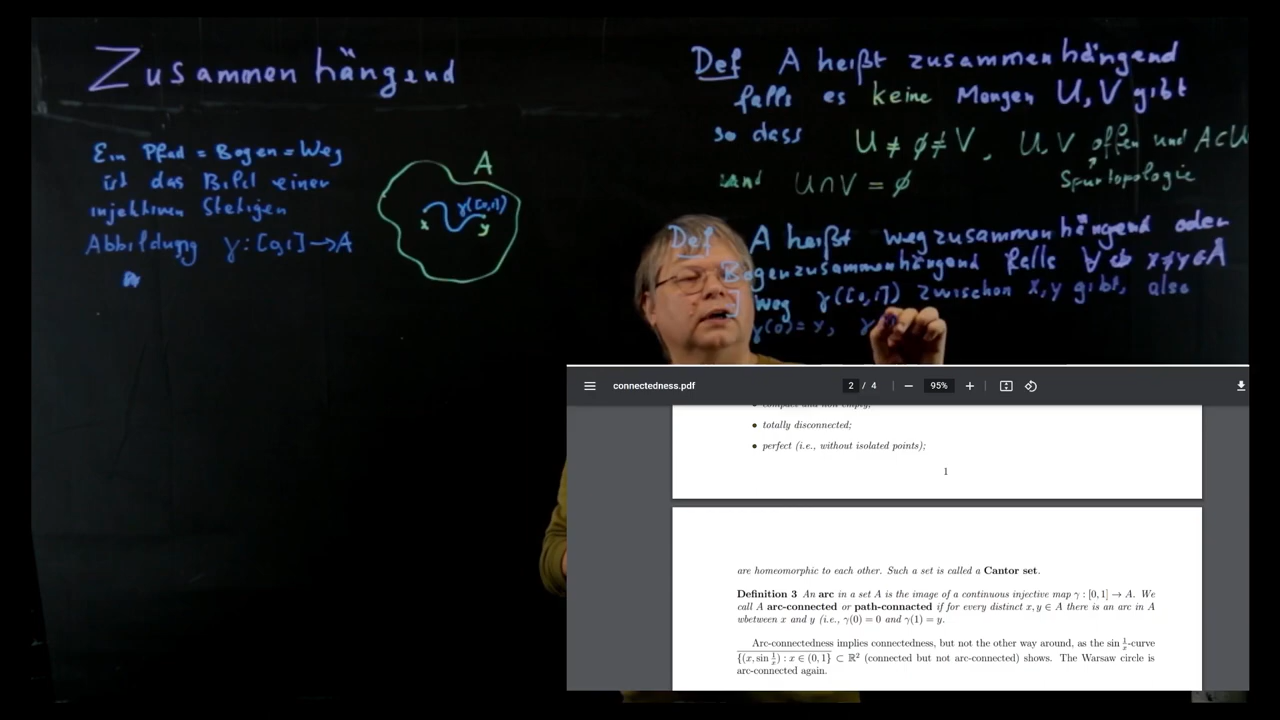 Zusammenhängend
Ein Pfad = Bogen = Weg
ist das Bild einer
injektiven stetigen
Abbildung γ: [0,1] → A
A
γ([0,1])
x
y
Def A heißt zusammenhängend
falls es keine Mengen U, V gibt
so dass U ≠ ∅ ≠ V, U, V offen und A ⊂ U
Spurtopologie
und U ∩ V = ∅
Def A heißt wegzusammenhängend oder
Bogenzusammenhängend falls ∀ x ≠ y ∈ A
∃ Weg γ([0,1]) zwischen x, y gibt, also
γ(0) = x, γ
connectedness.pdf 2 / 4 95%
• compact and non empty;
• totally disconnected;
• perfect (i.e., without isolated points);
1
are homeomorphic to each other. Such a set is called a Cantor set.
Definition 3 An arc in a set A is the image of a continuous injective map γ : [0, 1] → A. We
call A arc-connected or path-connacted if for every distinct x, y ∈ A there is an arc in A
wbetween x and y (i.e., γ(0) = 0 and γ(1) = y.
Arc-connectedness implies connectedness, but not the other way around, as the sin 1/x-curve
{(x, sin 1/x) : x ∈ (0, 1} ⊂ ℝ² (connected but not arc-connected) shows. The Warsaw circle is
arc-connected again.